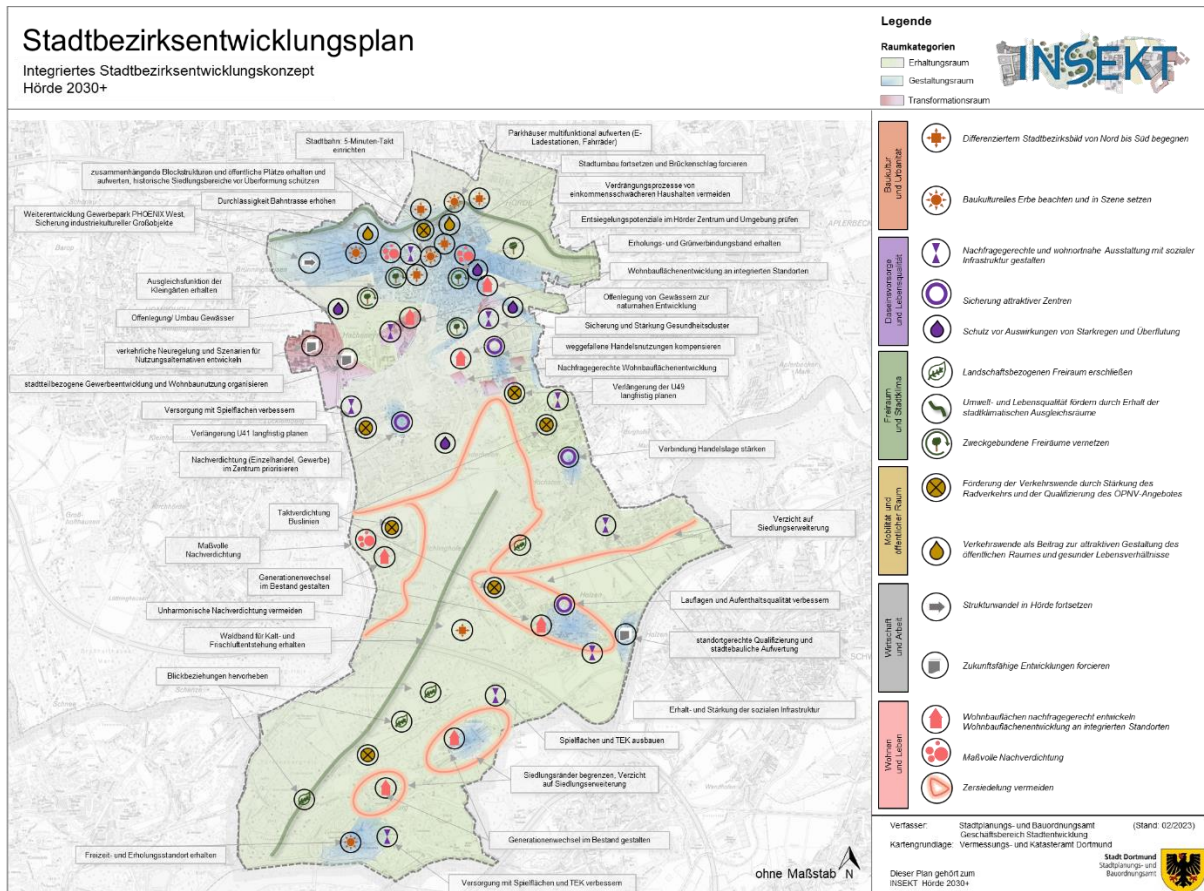 Stadtbezirksentwicklungsplan
Integriertes Stadtbezirksentwicklungskonzept
Hörde 2030+
Legende
Raumkategorien
Erhaltungsraum
Gestaltungsraum
Transformationsraum
INSEKT
Stadtbahn: 5-Minuten-Takt
einrichten
Parkhäuser multifunktional aufwerten (E-
Ladestationen, Fahrräder)
Stadtumbau fortsetzen und Brückenschlag forcieren
zusammenhängende Blockstrukturen und öffentliche Plätze erhalten und
aufwerten, historische Siedlungsbereiche vor Überformung schützen
Verdrängungsprozesse von
einkommensschwächeren Haushalten vermeiden
Durchlässigkeit Bahntrasse erhöhen
Weiterentwicklung Gewerbepark PHOENIX West,
Sicherung industriekultureller Großobjekte
Entsiegelungspotenziale im Hörder Zentrum und Umgebung prüfen
Erholungs- und Grünverbindungsband erhalten
Wohnbauflächenentwicklung an integrierten Standorten
Ausgleichsfunktion der
Kleingärten erhalten
Offenlegung von Gewässern zur
naturnahen Entwicklung
Offenlegung/ Umbau Gewässer
Sicherung und Stärkung Gesundheitscluster
verkehrliche Neuregelung und Szenarien für
Nutzungsalternativen entwickeln
weggefallene Handelsnutzungen kompensieren
Nachfragegerechte Wohnbauflächenentwicklung
stadtteilbezogene Gewerbeentwicklung und Wohnbaunutzung organisieren
Verlängerung der U49
langfristig planen
Versorgung mit Spielflächen verbessern
Verlängerung U41 langfristig planen
Verbindung Handelslage stärken
Nachverdichtung (Einzelhandel, Gewerbe)
im Zentrum priorisieren
Taktverdichtung
Buslinien
Verzicht auf
Siedlungserweiterung
Maßvolle
Nachverdichtung
Generationenwechsel
im Bestand gestalten
Lauflagen und Aufenthaltsqualität verbessern
Unharmonische Nachverdichtung vermeiden
Waldband für Kalt- und
Frischluftentstehung erhalten
standortgerechte Qualifizierung und
städtebauliche Aufwertung
Blickbeziehungen hervorheben
Erhalt- und Stärkung der sozialen Infrastruktur
Spielflächen und TEK ausbauen
Siedlungsränder begrenzen, Verzicht
auf Siedlungserweiterung
Generationenwechsel im Bestand gestalten
Freizeit- und Erholungsstandort erhalten
Versorgung mit Spielflächen und TEK verbessern
ohne Maßstab
N
APLERBECK
Baukultur
und Urbanität
Differenziertem Stadtbezirksbild von Nord bis Süd begegnen
Baukulturelles Erbe beachten und in Szene setzen
Daseinsvorsorge
und Lebensqualität
Nachfragegerechte und wohnortnahe Ausstattung mit sozialer
Infrastruktur gestalten
Sicherung attraktiver Zentren
Schutz vor Auswirkungen von Starkregen und Überflutung
Freiraum
und Stadtklima
Landschaftsbezogenen Freiraum erschließen
Umwelt- und Lebensqualität fördern durch Erhalt der
stadtklimatischen Ausgleichsräume
Zweckgebundene Freiräume vernetzen
Mobilität und
öffentlicher Raum
Förderung der Verkehrswende durch Stärkung des
Radverkehrs und der Qualifizierung des ÖPNV-Angebotes
Verkehrswende als Beitrag zur attraktiven Gestaltung des
öffentlichen Raumes und gesunder Lebensverhältnisse
Wirtschaft
und Arbeit
Strukturwandel in Hörde fortsetzen
Zukunftsfähige Entwicklungen forcieren
Wohnen
und Leben
Wohnbauflächen nachfragegerecht entwickeln
Wohnbauflächenentwicklung an integrierten Standorten
Maßvolle Nachverdichtung
Zersiedelung vermeiden
Verfasser: Stadtplanungs- und Bauordnungsamt (Stand: 02/2023)
Geschäftsbereich Stadtentwicklung
Kartengrundlage: Vermessungs- und Katasteramt Dortmund
Dieser Plan gehört zum
INSEKT Hörde 2030+
Stadt Dortmund
Stadtplanungs- und
Bauordnungsamt